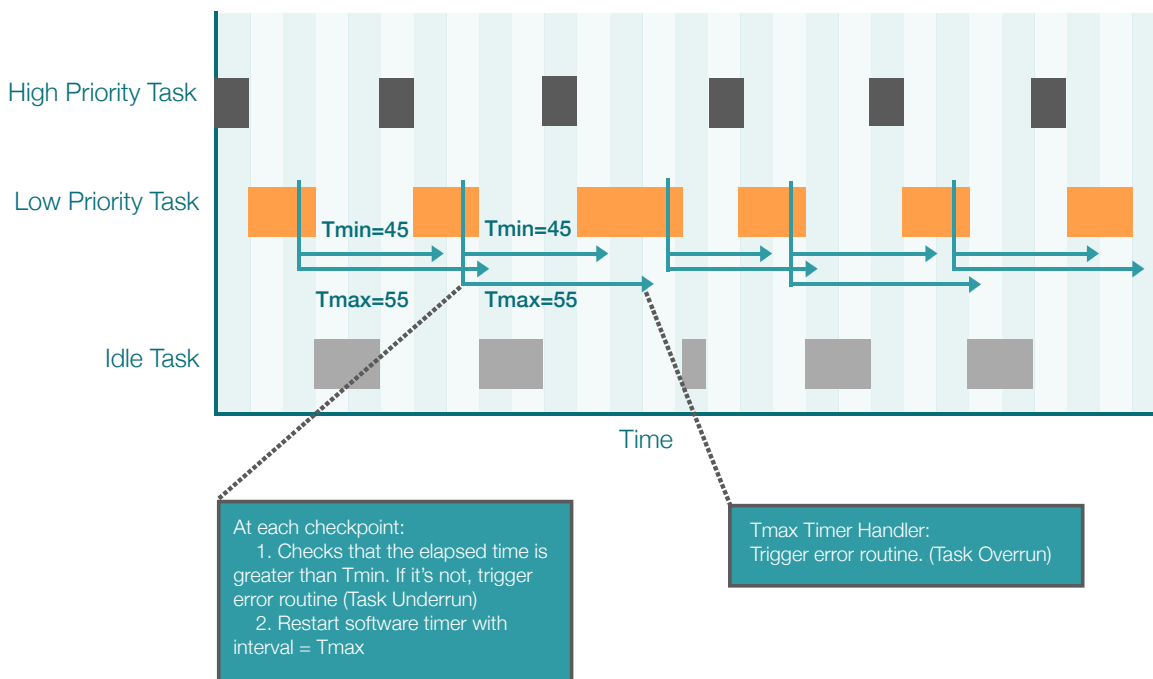 High Priority Task
Low Priority Task
Tmin=45
Tmin=45
Tmax=55
Tmax=55
Idle Task
Time
At each checkpoint:
1. Checks that the elapsed time is
greater than Tmin. If it's not, trigger
error routine (Task Underrun)
2. Restart software timer with
interval = Tmax
Tmax Timer Handler:
Trigger error routine. (Task Overrun)